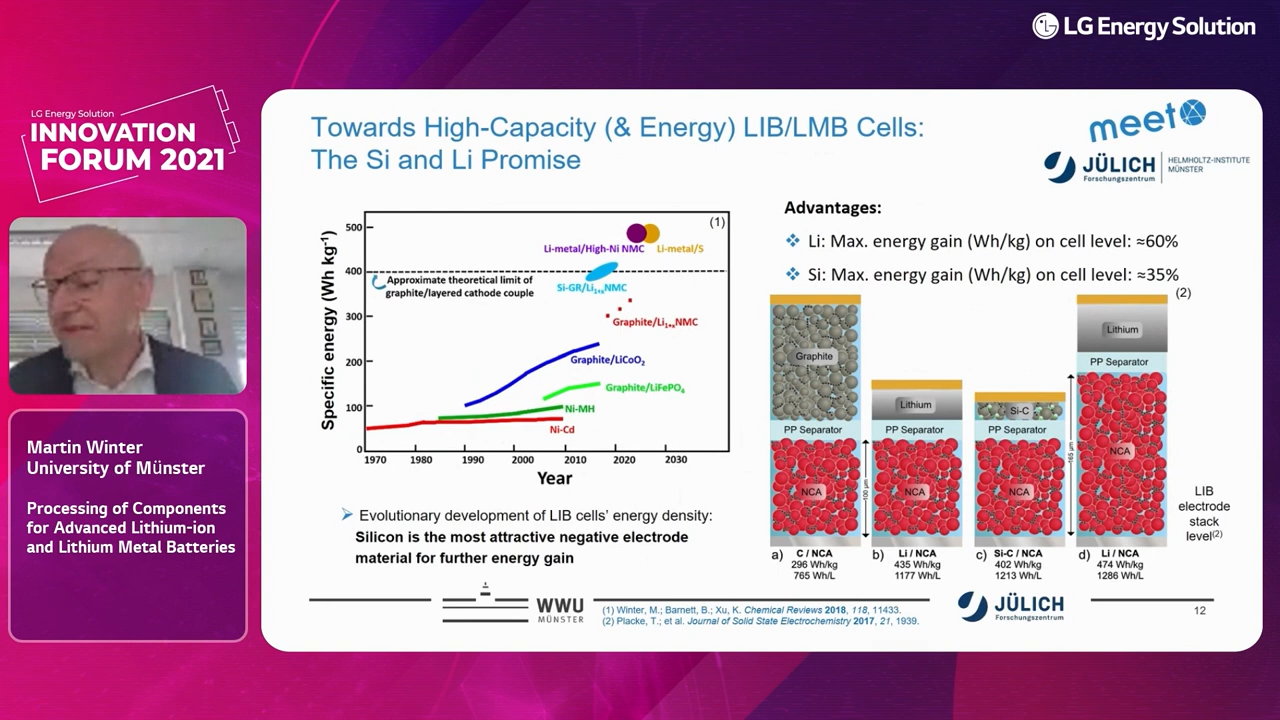 LG Energy Solution
LG Energy Solution
INNOVATION
FORUM 2021
Martin Winter
University of Münster
Processing of Components
for Advanced Lithium-ion
and Lithium Metal Batteries
Towards High-Capacity (& Energy) LIB/LMB Cells:
The Si and Li Promise
meet
JÜLICH
Forschungszentrum
HELMHOLTZ-INSTITUTE
MÜNSTER
Specific energy (Wh kg⁻¹)
500
400
300
200
100
0
1970
1980
1990
2000
2010
2020
2030
Year
(1)
Li-metal/High-Ni NMC
Li-metal/S
Approximate theoretical limit of
graphite/layered cathode couple
Si-GR/Li₁₊ₓNMC
Graphite/Li₁₊ₓNMC
Graphite/LiCoO₂
Graphite/LiFePO₄
Ni-MH
Ni-Cd
Evolutionary development of LIB cells' energy density:
Silicon is the most attractive negative electrode
material for further energy gain
Advantages:
Li: Max. energy gain (Wh/kg) on cell level: ≈60%
Si: Max. energy gain (Wh/kg) on cell level: ≈35%
(2)
Graphite
PP Separator
NCA
100 µm
Lithium
PP Separator
NCA
Si-C
PP Separator
NCA
165 µm
Lithium
PP Separator
NCA
LIB
electrode
stack
level⁽²⁾
a) C / NCA
296 Wh/kg
765 Wh/L
b) Li / NCA
435 Wh/kg
1177 Wh/L
c) Si-C / NCA
402 Wh/kg
1213 Wh/L
d) Li / NCA
474 Wh/kg
1286 Wh/L
WWU
MÜNSTER
(1) Winter, M.; Barnett, B.; Xu, K. Chemical Reviews 2018, 118, 11433.
(2) Placke, T.; et al. Journal of Solid State Electrochemistry 2017, 21, 1939.
JÜLICH
Forschungszentrum
12